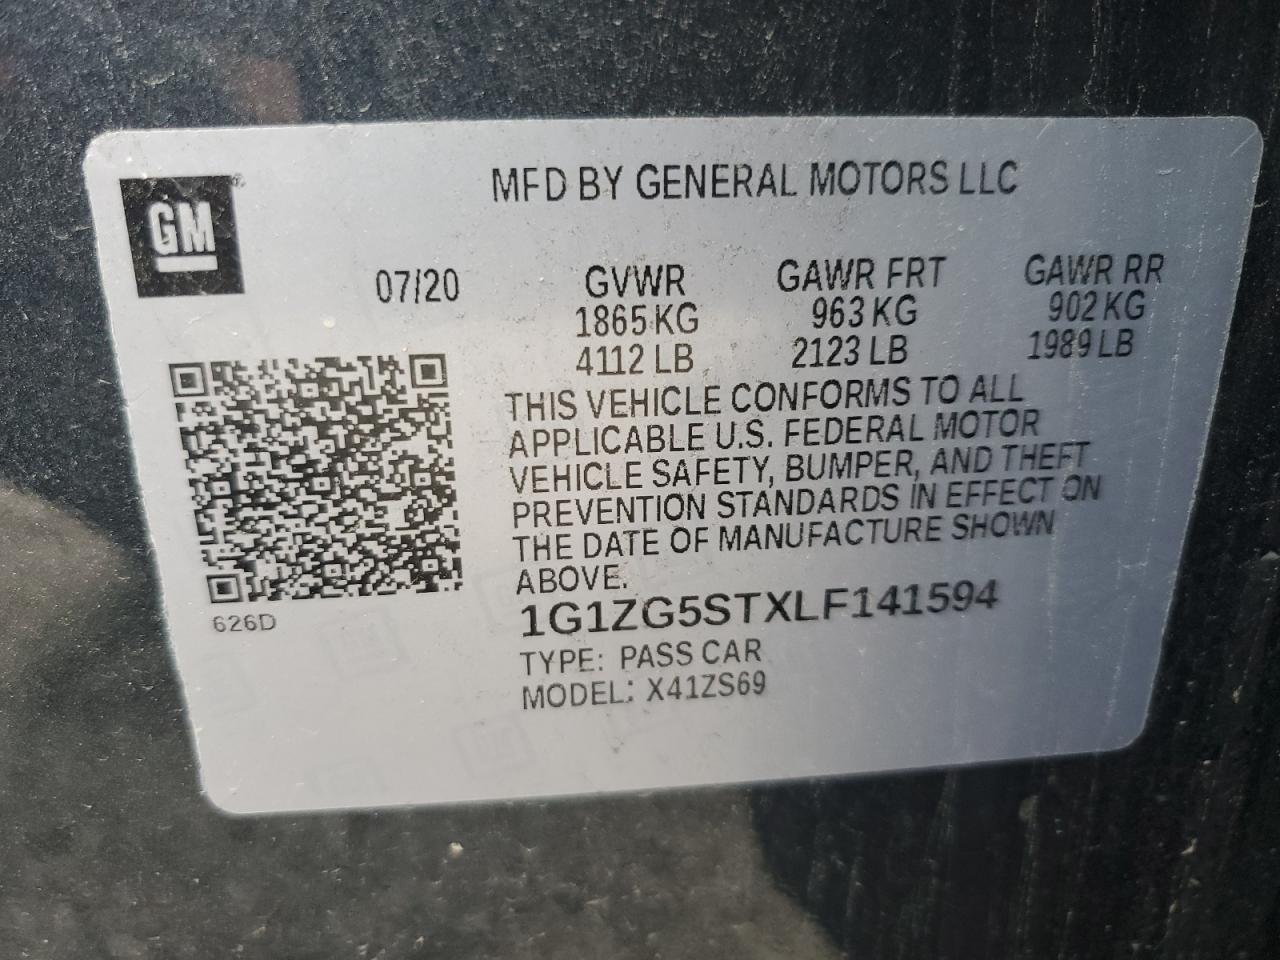 MFD BY GENERAL MOTORS LLC
GM
07/20
GVWR GAWR FRT GAWR RR
1865 KG 963 KG 902 KG
4112 LB 2123 LB 1989 LB
THIS VEHICLE CONFORMS TO ALL
APPLICABLE U.S. FEDERAL MOTOR
VEHICLE SAFETY, BUMPER, AND THEFT
PREVENTION STANDARDS IN EFFECT ON
THE DATE OF MANUFACTURE SHOWN
ABOVE.
626D
1G1ZG5STXLF141594
TYPE: PASS CAR
MODEL: X41ZS69